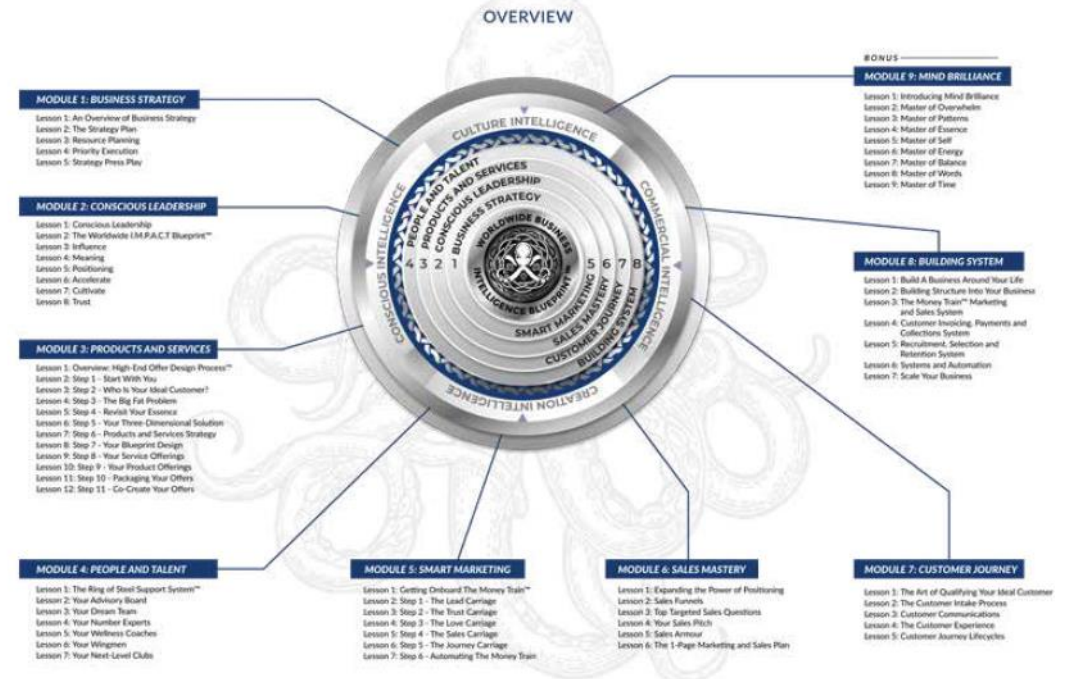 OVERVIEW
MODULE 1: BUSINESS STRATEGY
Lesson 1: An Overview of Business Strategy
Lesson 2: The Strategy Plan
Lesson 3: Resource Planning
Lesson 4: Priority Execution
Lesson 5: Strategy Press Play
MODULE 2: CONSCIOUS LEADERSHIP
Lesson 1: Conscious Leadership
Lesson 2: The Worldwide I.M.P.A.C.T Blueprint™
Lesson 3: Influence
Lesson 4: Meaning
Lesson 5: Positioning
Lesson 6: Accelerate
Lesson 7: Cultivate
Lesson 8: Trust
MODULE 3: PRODUCTS AND SERVICES
Lesson 1: Overview: High-End Offer Design Process™
Lesson 2: Step 1 - Start With You
Lesson 3: Step 2 - Who Is Your Ideal Customer?
Lesson 4: Step 3 - The Big Fat Problem
Lesson 5: Step 4 - Revisit Your Essence
Lesson 6: Step 5 - Your Three-Dimensional Solution
Lesson 7: Step 6 - Products and Services Strategy
Lesson 8: Step 7 - Your Blueprint Design
Lesson 9: Step 8 - Your Service Offerings
Lesson 10: Step 9 - Your Product Offerings
Lesson 11: Step 10 - Packaging Your Offers
Lesson 12: Step 11 - Co-Create Your Offers
MODULE 4: PEOPLE AND TALENT
Lesson 1: The Ring of Steel Support System™
Lesson 2: Your Advisory Board
Lesson 3: Your Dream Team
Lesson 4: Your Number Experts
Lesson 5: Your Wellness Coaches
Lesson 6: Your Wingmen
Lesson 7: Your Next-Level Clubs
CULTURE INTELLIGENCE
COMMERCIAL INTELLIGENCE
CREATION INTELLIGENCE
CONSCIOUS INTELLIGENCE
PEOPLE AND TALENT
PRODUCTS AND SERVICES
CONSCIOUS LEADERSHIP
BUSINESS STRATEGY
WORLDWIDE BUSINESS
INTELLIGENCE BLUEPRINT™
4 3 2 1
5 6 7 8
SMART MARKETING
SALES MASTERY
CUSTOMER JOURNEY
BUILDING SYSTEM
MODULE 5: SMART MARKETING
Lesson 1: Getting Onboard The Money Train™
Lesson 2: Step 1 - The Lead Carriage
Lesson 3: Step 2 - The Trust Carriage
Lesson 4: Step 3 - The Love Carriage
Lesson 5: Step 4 - The Sales Carriage
Lesson 6: Step 5 - The Journey Carriage
Lesson 7: Step 6 - Automating The Money Train
MODULE 6: SALES MASTERY
Lesson 1: Expanding the Power of Positioning
Lesson 2: Sales Funnels
Lesson 3: Top Targeted Sales Questions
Lesson 4: Your Sales Pitch
Lesson 5: Sales Armour
Lesson 6: The 1-Page Marketing and Sales Plan
BONUS
MODULE 9: MIND BRILLIANCE
Lesson 1: Introducing Mind Brilliance
Lesson 2: Master of Overwhelm
Lesson 3: Master of Patterns
Lesson 4: Master of Essence
Lesson 5: Master of Self
Lesson 6: Master of Energy
Lesson 7: Master of Balance
Lesson 8: Master of Words
Lesson 9: Master of Time
MODULE 8: BUILDING SYSTEM
Lesson 1: Build A Business Around Your Life
Lesson 2: Building Structure Into Your Business
Lesson 3: The Money Train™ Marketing
and Sales System
Lesson 4: Customer Invoicing, Payments and
Collections System
Lesson 5: Recruitment, Selection and
Retention System
Lesson 6: Systems and Automation
Lesson 7: Scale Your Business
MODULE 7: CUSTOMER JOURNEY
Lesson 1: The Art of Qualifying Your Ideal Customer
Lesson 2: The Customer Intake Process
Lesson 3: Customer Communications
Lesson 4: The Customer Experience
Lesson 5: Customer Journey Lifecycles